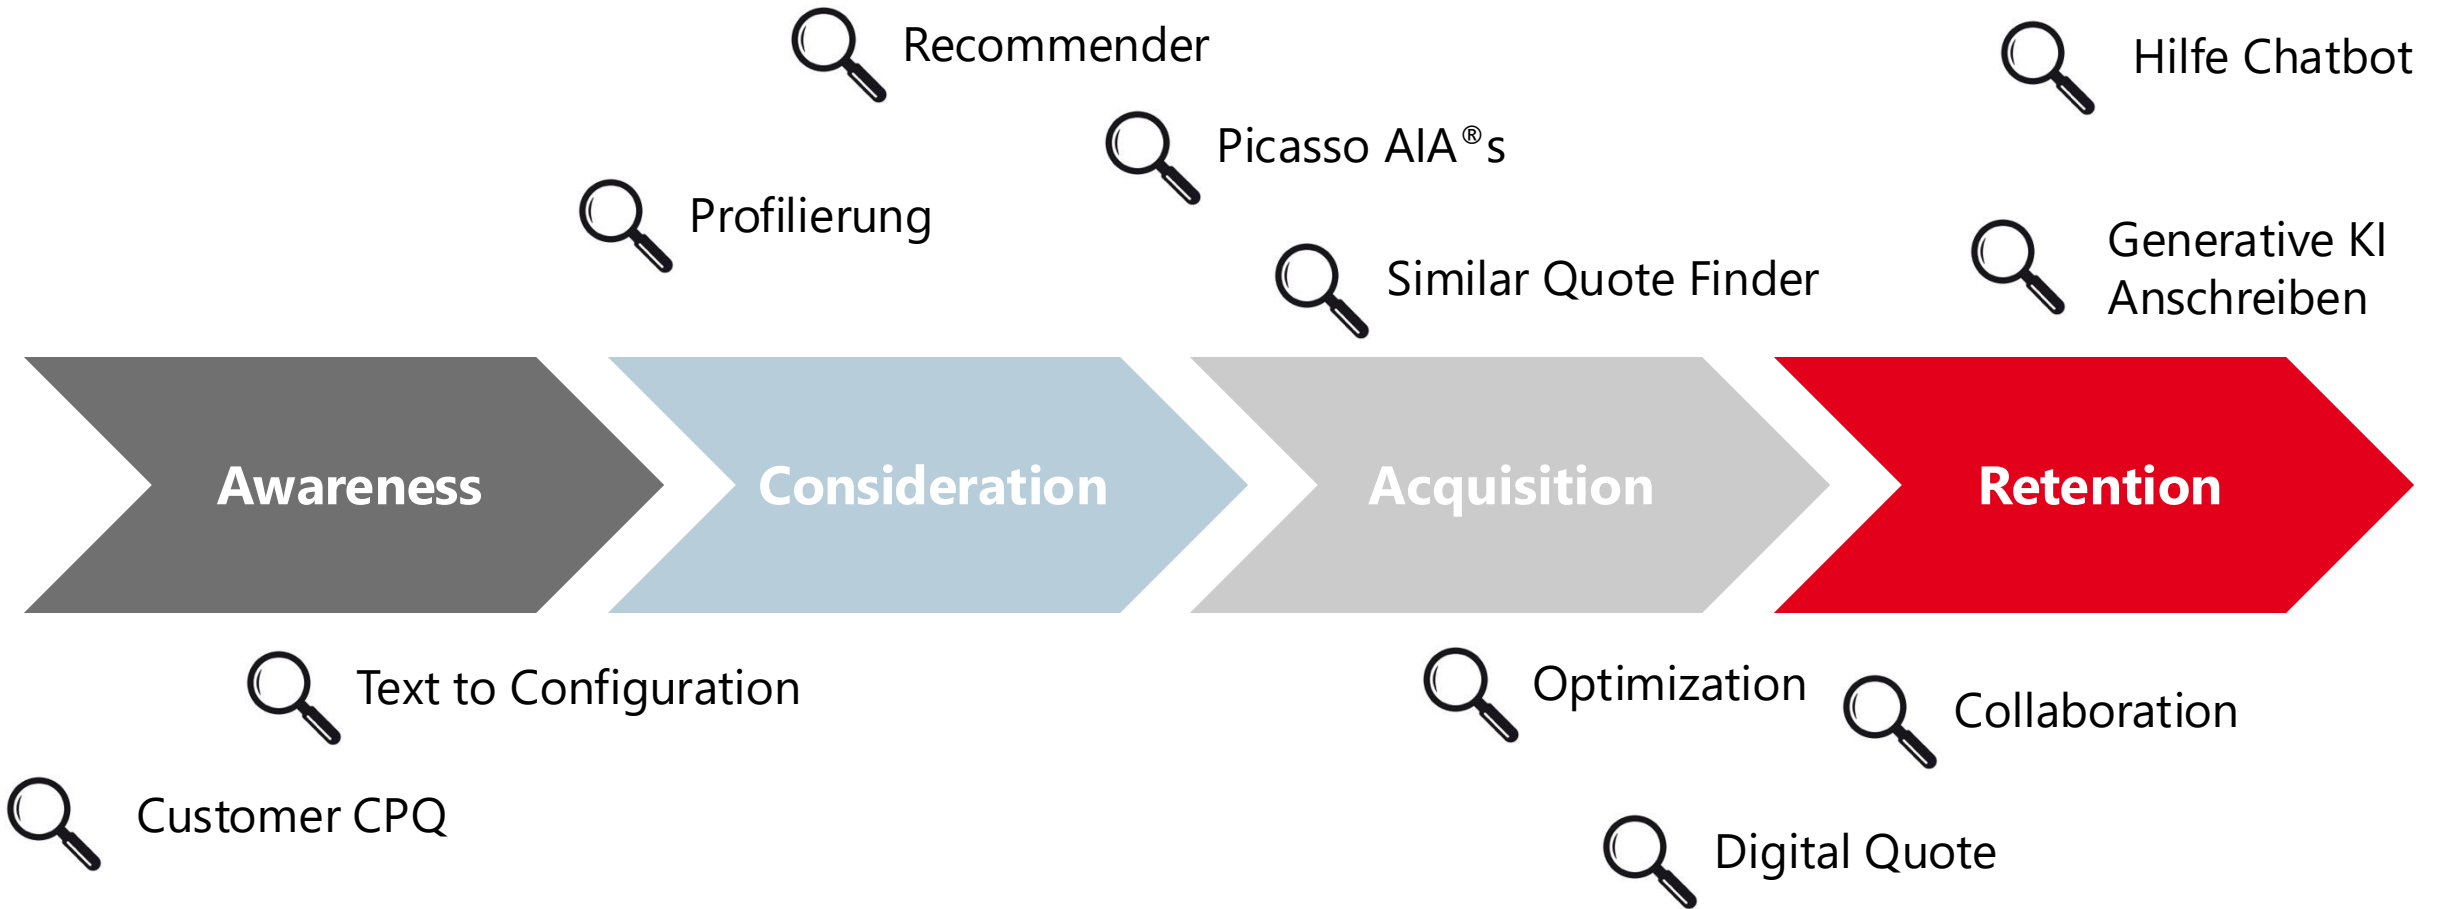 Recommender
Hilfe Chatbot
Picasso AIA®s
Profilierung
Similar Quote Finder
Generative KI
Anschreiben
Awareness
Consideration
Acquisition
Retention
Text to Configuration
Optimization
Collaboration
Customer CPQ
Digital Quote